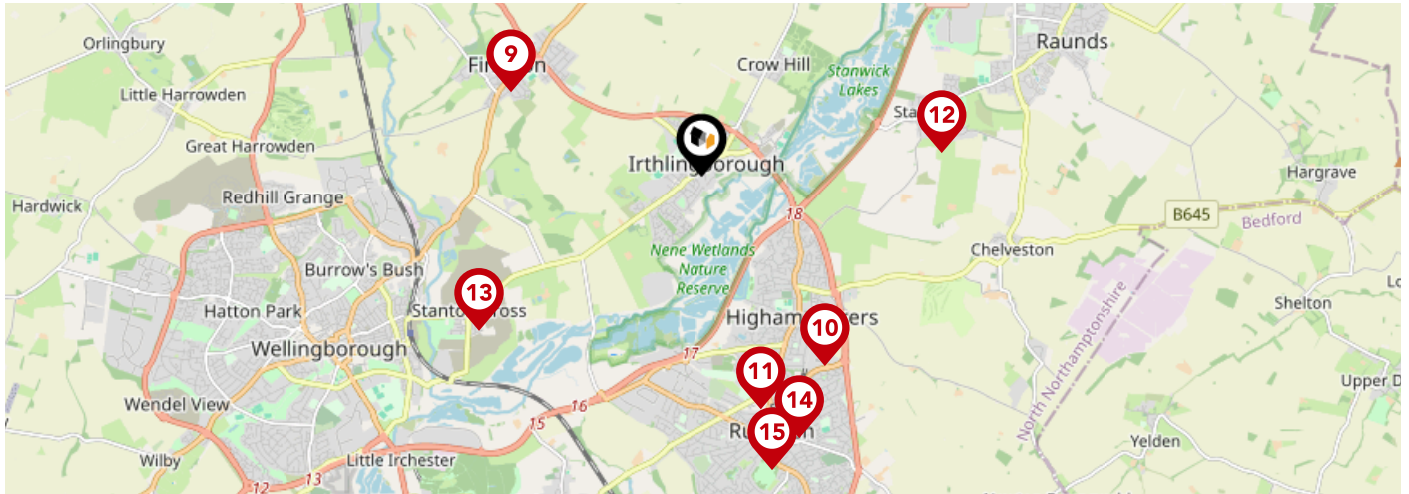 Orlingbury
9
Raunds
Crow Hill
Stanwick
Lakes
Little Harrowden
12
Great Harrowden
Hargrave
Redhill Grange
Hardwick
18
B645
Bedford
Nene Wetlands
Nature
Reserve
Chelveston
Burrow's Bush
13
Shelton
Hatton Park
10
Wellingborough
17
11
Upper D
14
Wendel View
16
15
15
North Northamptonshire
Yelden
Wilby
Little Irchester
13
12